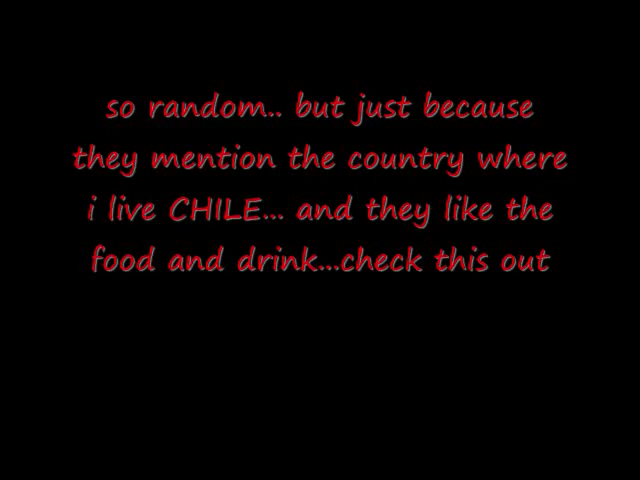 so random.. but just because
they mention the country where
i live CHILE... and they like the
food and drink...check this out